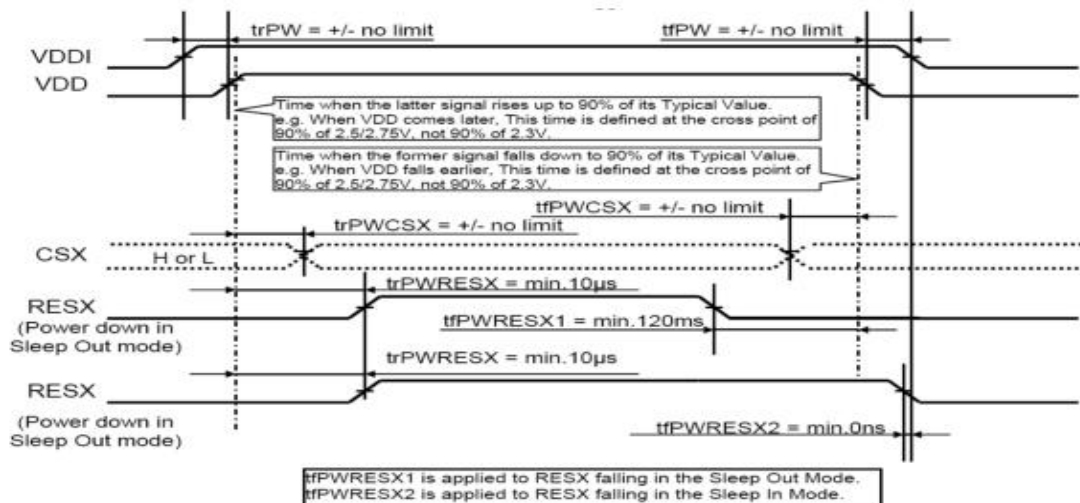 trPW = +/- no limit
tfPW = +/- no limit
VDDI
VDD
Time when the latter signal rises up to 90% of its Typical Value.
e.g. When VDD comes later, This time is defined at the cross point of
90% of 2.5/2.75V, not 90% of 2.3V.
Time when the former signal falls down to 90% of its Typical Value.
e.g. When VDD falls earlier, This time is defined at the cross point of
90% of 2.5/2.75V, not 90% of 2.3V.
tfPWCSX = +/- no limit
trPWCSX = +/- no limit
CSX
H or L
trPWRESX = min.10µs
RESX
(Power down in
Sleep Out mode)
tfPWRESX1 = min.120ms
trPWRESX = min.10µs
RESX
(Power down in
Sleep Out mode)
tfPWRESX2 = min.0ns
tfPWRESX1 is applied to RESX falling in the Sleep Out Mode.
tfPWRESX2 is applied to RESX falling in the Sleep In Mode.